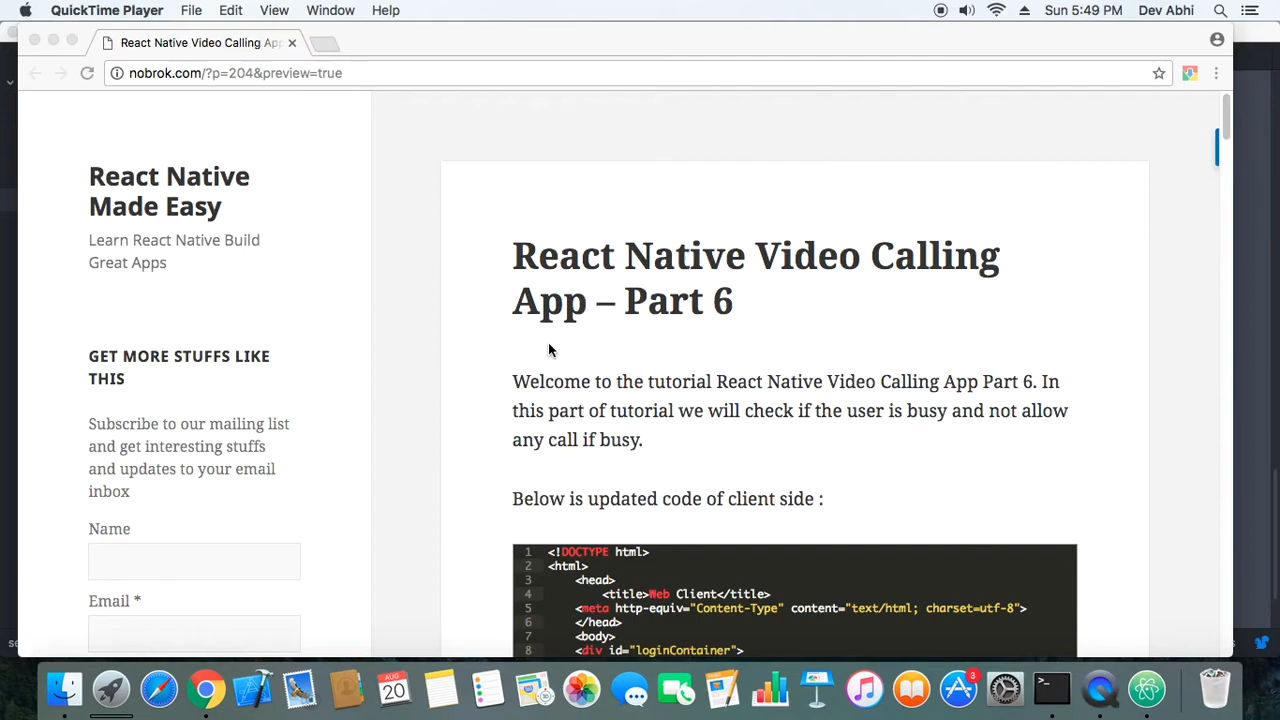 QuickTime Player File Edit View Window Help Sun 5:49 PM Dev Abhi
React Native Video Calling App
nobrok.com/?p=204&preview=true
React Native
Made Easy
Learn React Native Build
Great Apps
GET MORE STUFFS LIKE
THIS
Subscribe to our mailing list
and get interesting stuffs
and updates to your email
inbox
Name
Email *
React Native Video Calling
App – Part 6
Welcome to the tutorial React Native Video Calling App Part 6. In
this part of tutorial we will check if the user is busy and not allow
any call if busy.
Below is updated code of client side :
1 <!DOCTYPE html>
2 <html>
3 <head>
4 <title>Web Client</title>
5 <meta http-equiv="Content-Type" content="text/html; charset=utf-8">
6 </head>
7 <body>
8 <div id="loginContainer">
AUG
20
3